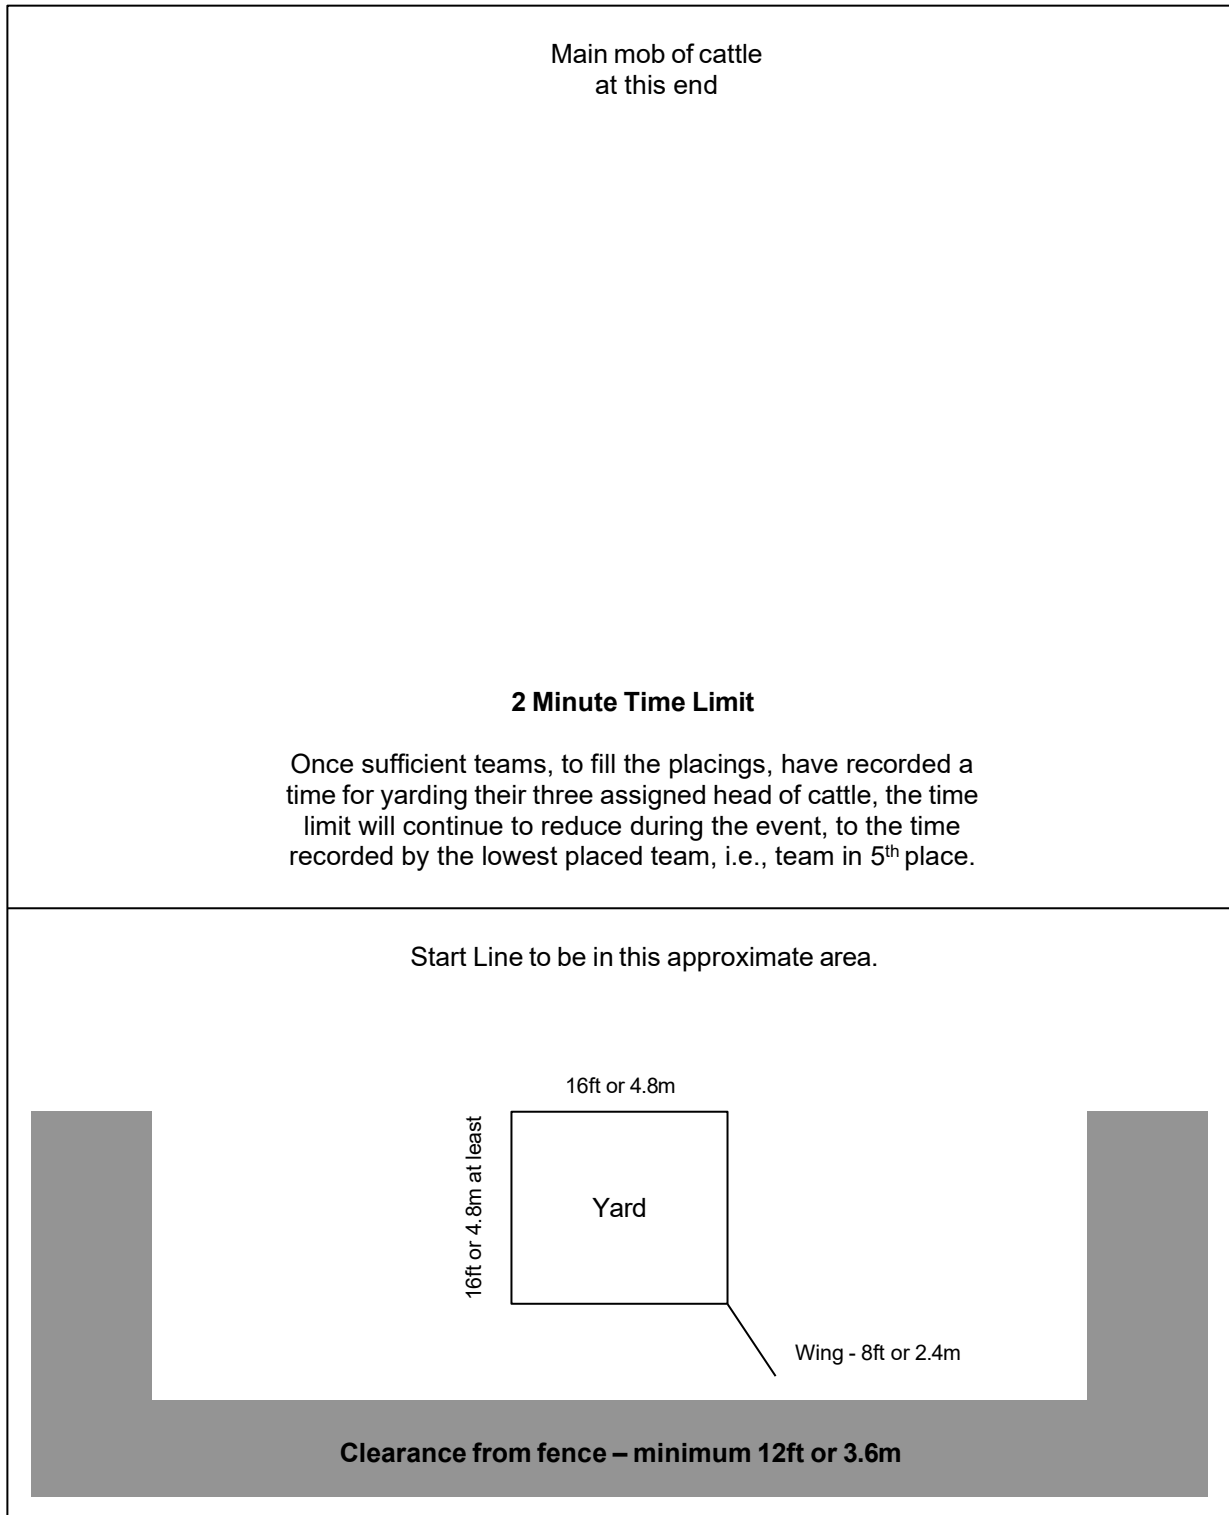 Main mob of cattle
at this end
2 Minute Time Limit
Once sufficient teams, to fill the placings, have recorded a
time for yarding their three assigned head of cattle, the time
limit will continue to reduce during the event, to the time
recorded by the lowest placed team, i.e., team in 5th place.
Start Line to be in this approximate area.
16ft or 4.8m
16ft or 4.8m at least
Yard
Wing - 8ft or 2.4m
Clearance from fence – minimum 12ft or 3.6m